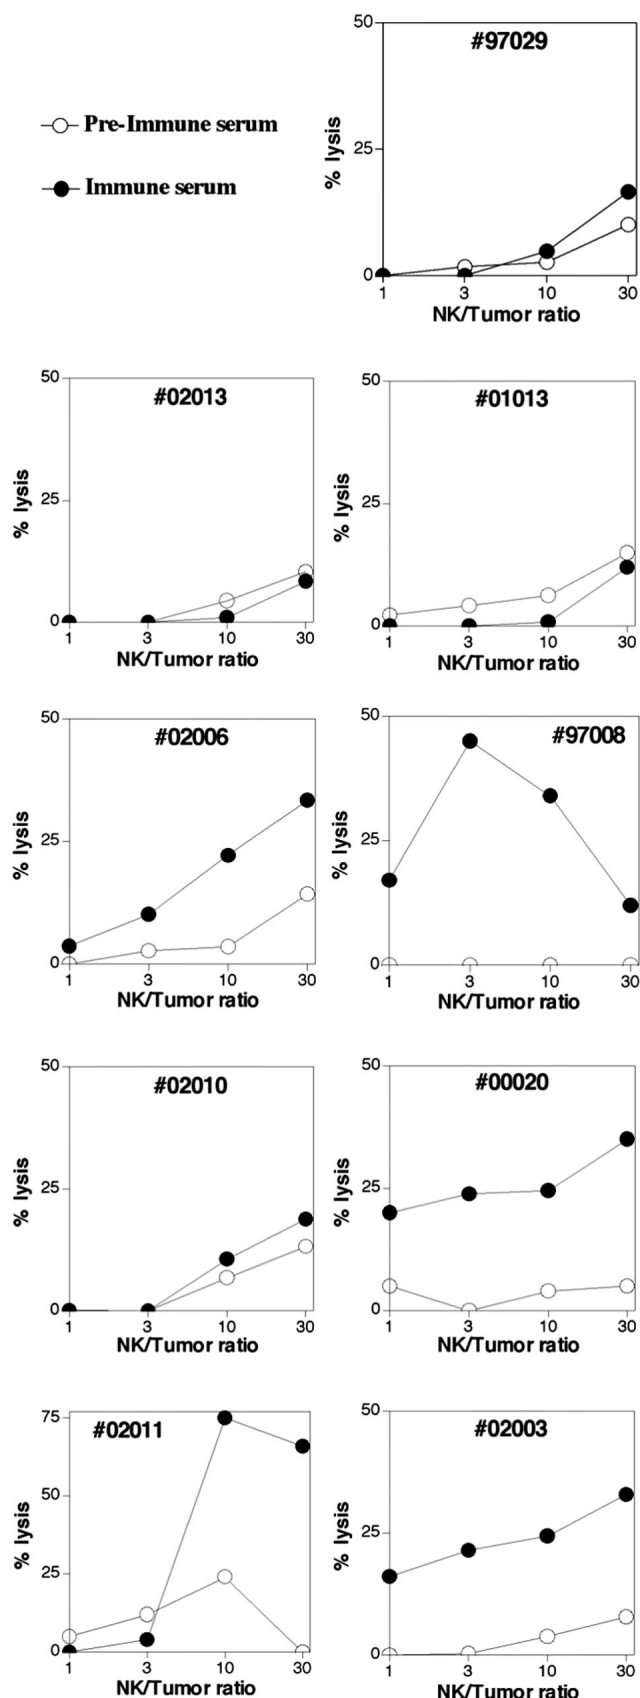 #97029
Pre-Immune serum
Immune serum
% lysis
50
25
0
1 3 10 30
NK/Tumor ratio
#02013
% lysis
50
25
0
1 3 10 30
NK/Tumor ratio
#01013
% lysis
50
25
0
1 3 10 30
NK/Tumor ratio
#02006
% lysis
50
25
0
1 3 10 30
NK/Tumor ratio
#97008
% lysis
50
25
0
1 3 10 30
NK/Tumor ratio
#02010
% lysis
50
25
0
1 3 10 30
NK/Tumor ratio
#00020
% lysis
50
25
0
1 3 10 30
NK/Tumor ratio
#02011
% lysis
75
50
25
0
1 3 10 30
NK/Tumor ratio
#02003
% lysis
50
25
0
1 3 10 30
NK/Tumor ratio